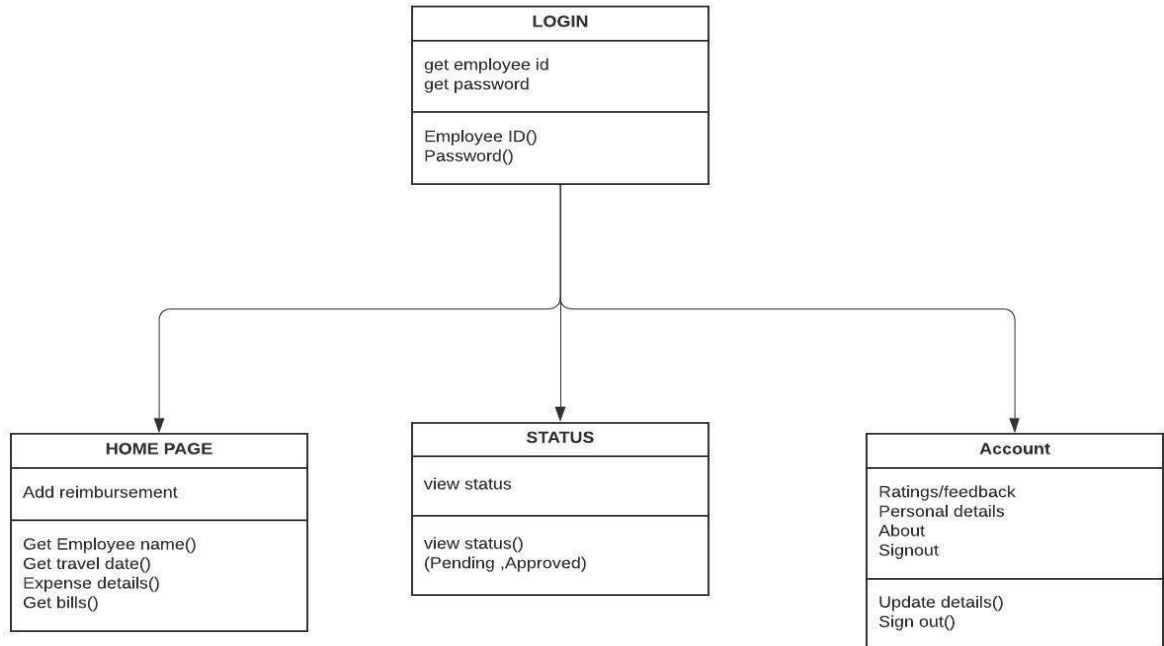 LOGIN
get employee id
get password
Employee ID()
Password()
HOME PAGE
Add reimbursement
Get Employee name()
Get travel date()
Expense details()
Get bills()
STATUS
view status
view status()
(Pending ,Approved)
Account
Ratings/feedback
Personal details
About
Signout
Update details()
Sign out()